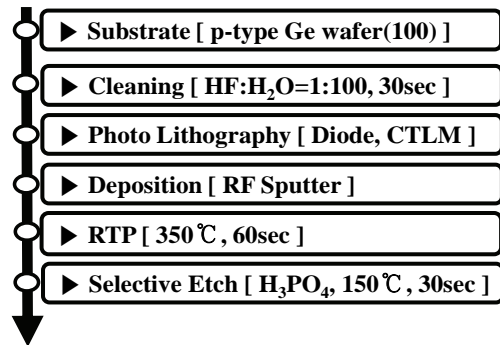 ▶ Substrate [ p-type Ge wafer(100) ]
▶ Cleaning [ HF:H₂O=1:100, 30sec ]
▶ Photo Lithography [ Diode, CTLM ]
▶ Deposition [ RF Sputter ]
▶ RTP [ 350℃, 60sec ]
▶ Selective Etch [ H₃PO₄, 150℃, 30sec ]